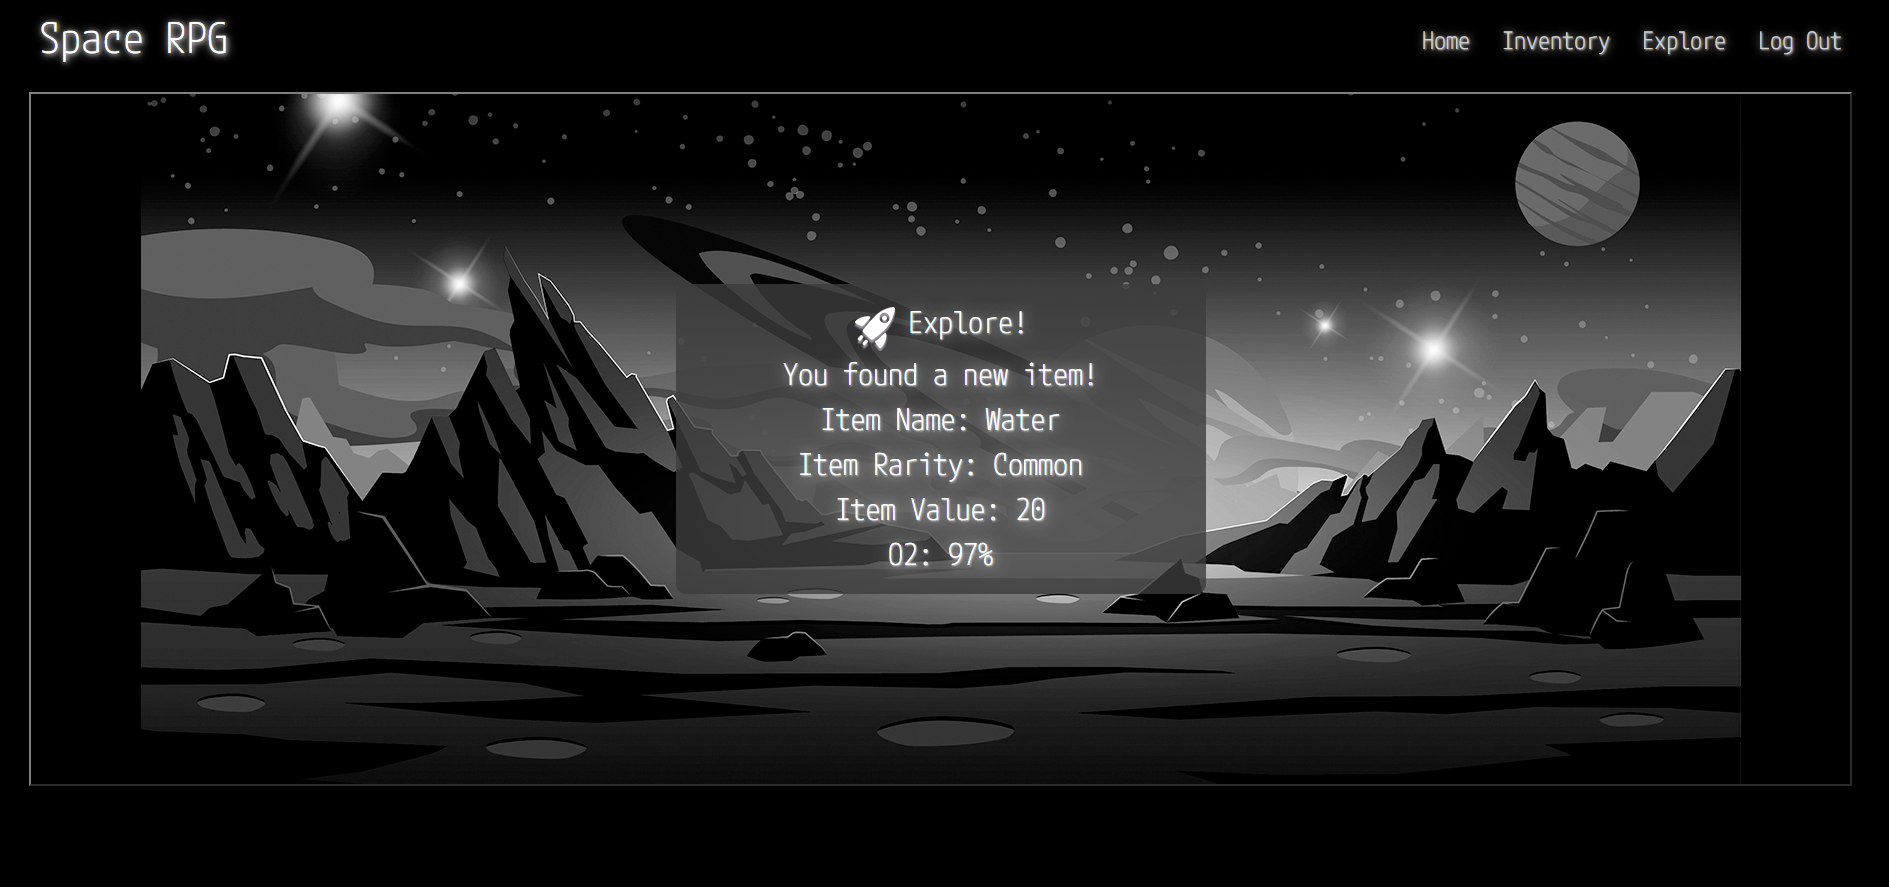 Space RPG
Home Inventory Explore Log Out
Explore!
You found a new item!
Item Name: Water
Item Rarity: Common
Item Value: 20
O2: 97%